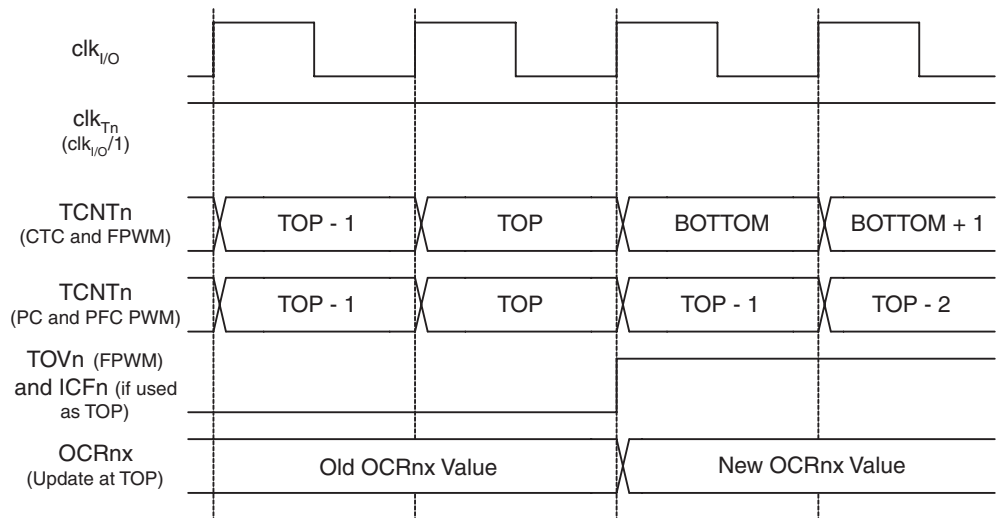 clkI/O
clkTn
(clkI/O/1)
TCNTn
(CTC and FPWM)
TOP - 1 TOP BOTTOM BOTTOM + 1
TCNTn
(PC and PFC PWM)
TOP - 1 TOP TOP - 1 TOP - 2
TOVn (FPWM)
and ICFn (if used
as TOP)
OCRnx
(Update at TOP)
Old OCRnx Value New OCRnx Value